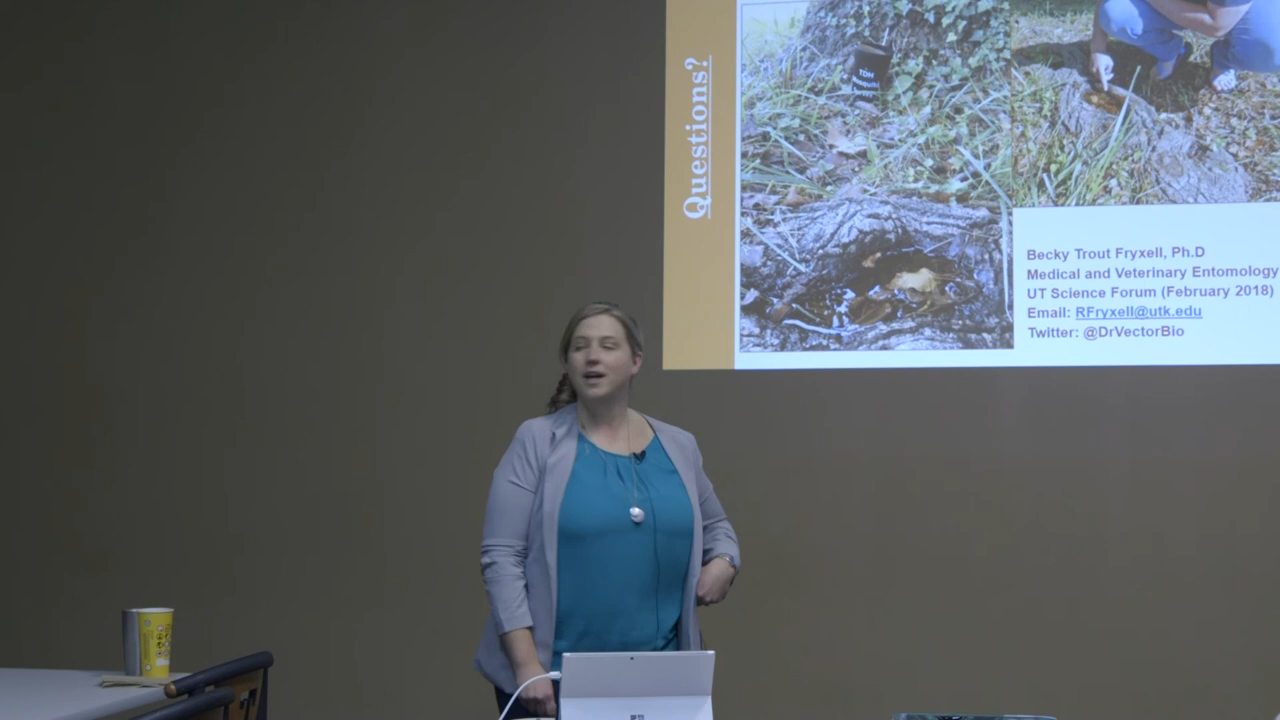 Questions?
TDH
Becky Trout Fryxell, Ph.D
Medical and Veterinary Entomology
UT Science Forum (February 2018)
Email: RFryxell@utk.edu
Twitter: @DrVectorBio